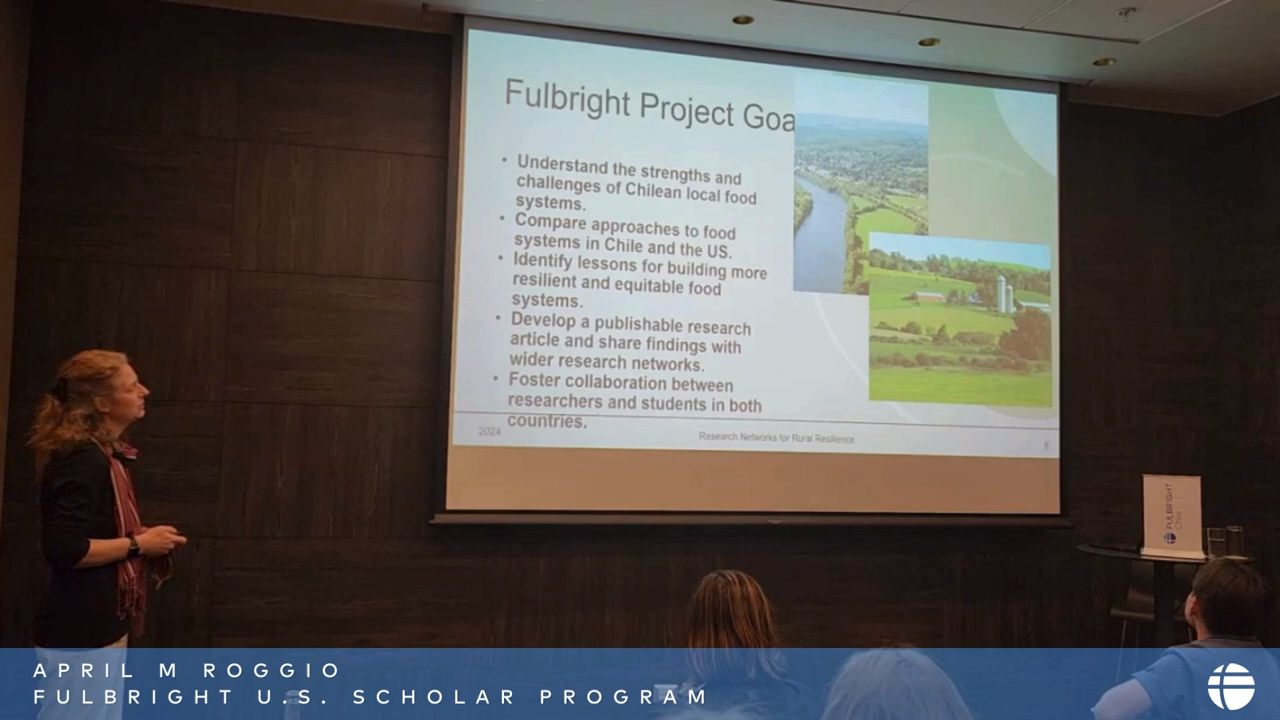 Fulbright Project Goa
• Understand the strengths and
challenges of Chilean local food
systems.
• Compare approaches to food
systems in Chile and the US.
• Identify lessons for building more
resilient and equitable food
systems.
• Develop a publishable research
article and share findings with
wider research networks.
• Foster collaboration between
researchers and students in both
countries.
2024
Research Networks for Rural Resilience
8
FULBRIGHT
Chile
APRIL M ROGGIO
FULBRIGHT U.S. SCHOLAR PROGRAM